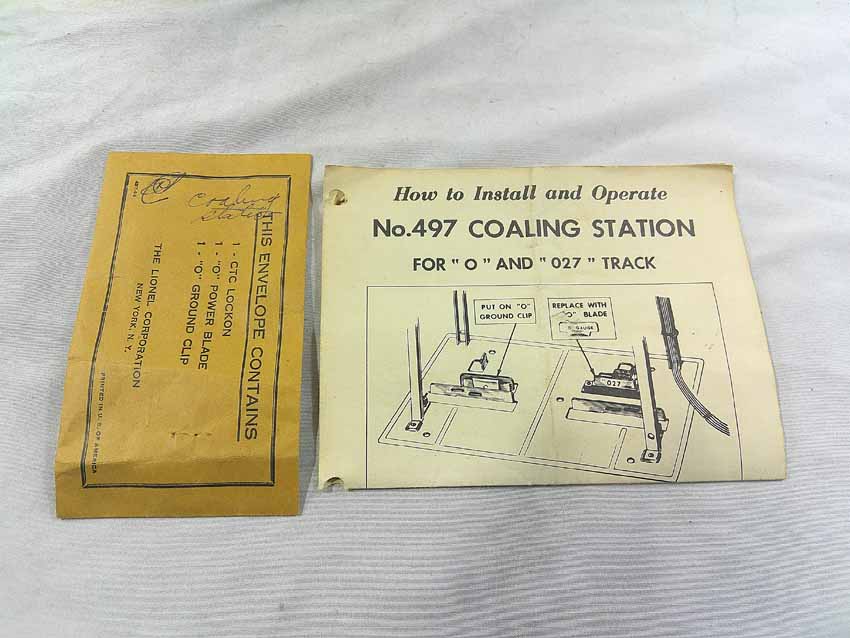 Coaling
Station
THIS ENVELOPE CONTAINS
1 - CTC LOCKON
1 - "O" POWER BLADE
1 - "O" GROUND CLIP
THE LIONEL CORPORATION
NEW YORK, N. Y.
PRINTED IN U. S. OF AMERICA
How to Install and Operate
No.497 COALING STATION
FOR "O" AND "027" TRACK
PUT ON "O"
GROUND CLIP
REPLACE WITH
"O" BLADE
GAUGE
027